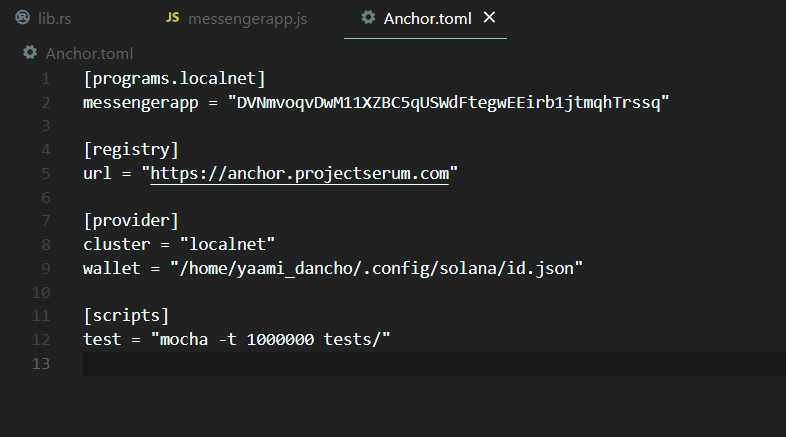 lib.rs JS messengerapp.js Anchor.toml
Anchor.toml
1 [programs.localnet]
2 messengerapp = "DVNmvoqvDwM11XZBC5qUSWdFtegwEEirb1jtmqhTrssq"
3
4 [registry]
5 url = "https://anchor.projectserum.com"
6
7 [provider]
8 cluster = "localnet"
9 wallet = "/home/yaami_dancho/.config/solana/id.json"
10
11 [scripts]
12 test = "mocha -t 1000000 tests/"
13